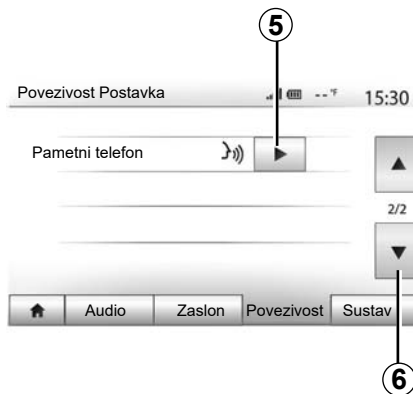 5
Povezivost Postavka -- °F 15:30
Pametni telefon
2/2
Audio Zaslon Povezivost Sustav
6